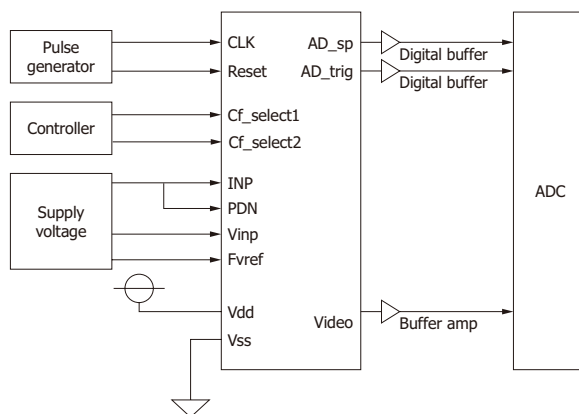 Pulse
generator
Controller
Supply
voltage
CLK
Reset
Cf_select1
Cf_select2
INP
PDN
Vinp
Fvref
Vdd
Vss
AD_sp
AD_trig
Video
Digital buffer
Digital buffer
Buffer amp
ADC